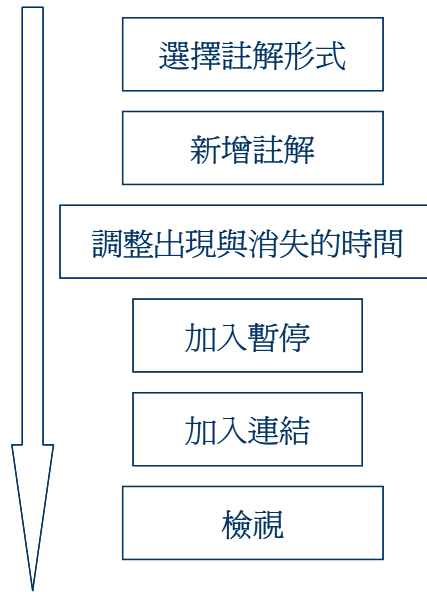 選擇註解形式
新增註解
調整出現與消失的時間
加入暫停
加入連結
檢視